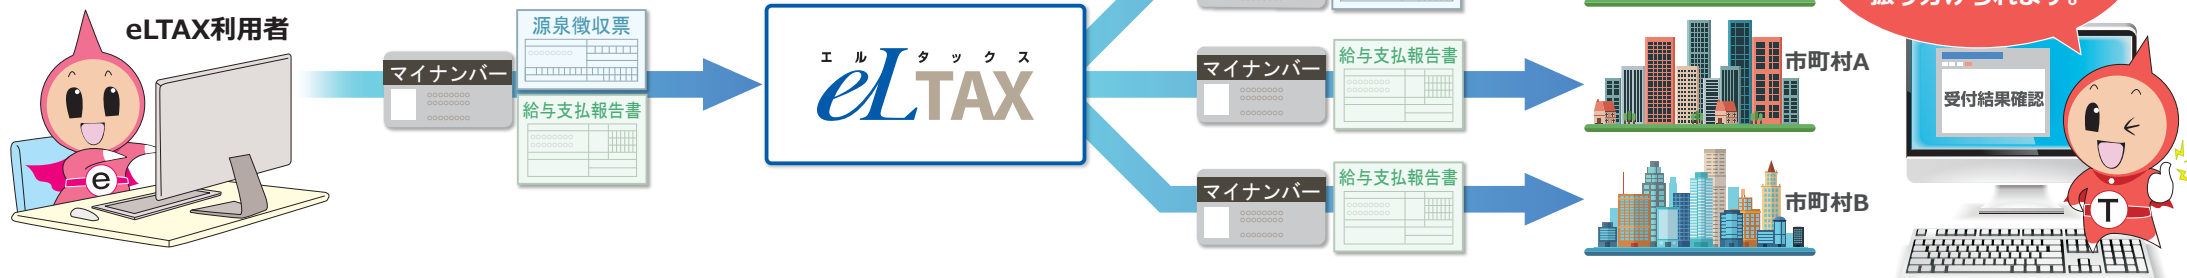 eLTAX利用者
マイナンバー
源泉徴収票
給与支払報告書
エルタックス
eLTAX
マイナンバー
給与支払報告書
市町村A
マイナンバー
給与支払報告書
市町村B
受付結果確認
e
T